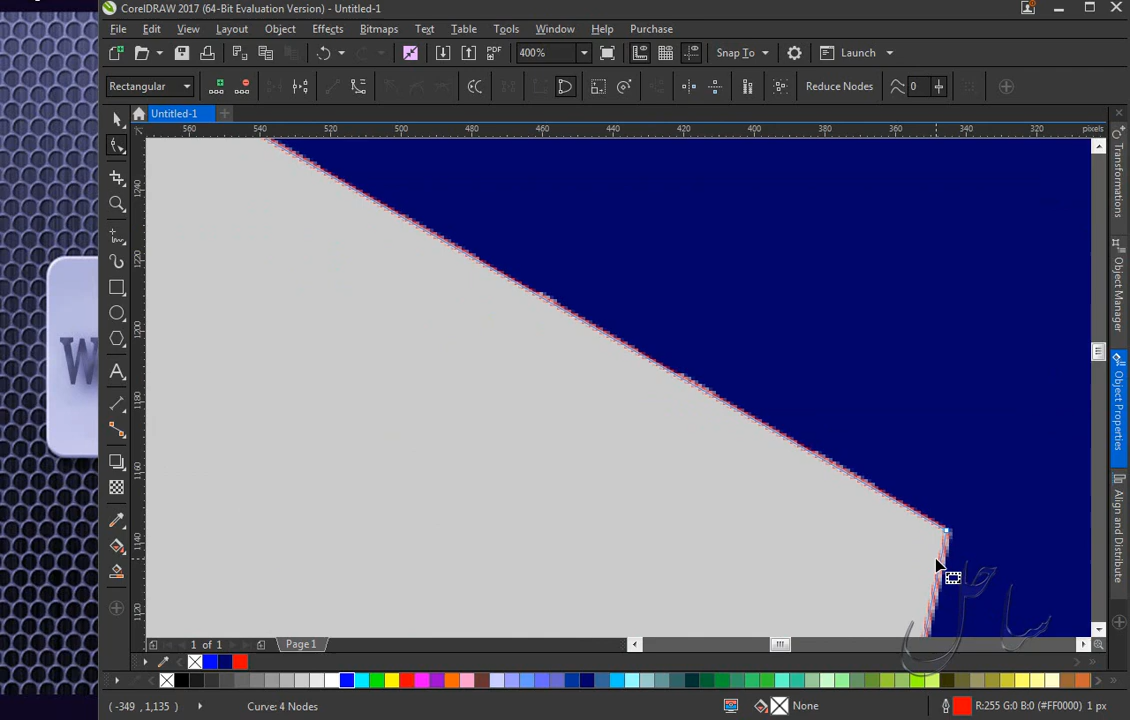 CorelDRAW 2017 (64-Bit Evaluation Version) - Untitled-1
File Edit View Layout Object Effects Bitmaps Text Table Tools Window Help Purchase
PDF 400% Snap To Launch
Rectangular Reduce Nodes 0
Untitled-1
560 540 520 500 480 460 440 420 400 380 360 340 320 pixels
1240
1220
1200
1180
1160
1140
1120
W
Transformations
Object Manager
Object Properties
Align and Distribute
1 of 1 Page 1
(-349 , 1,135 ) Curve: 4 Nodes None R:255 G:0 B:0 (#FF0000) 1 px